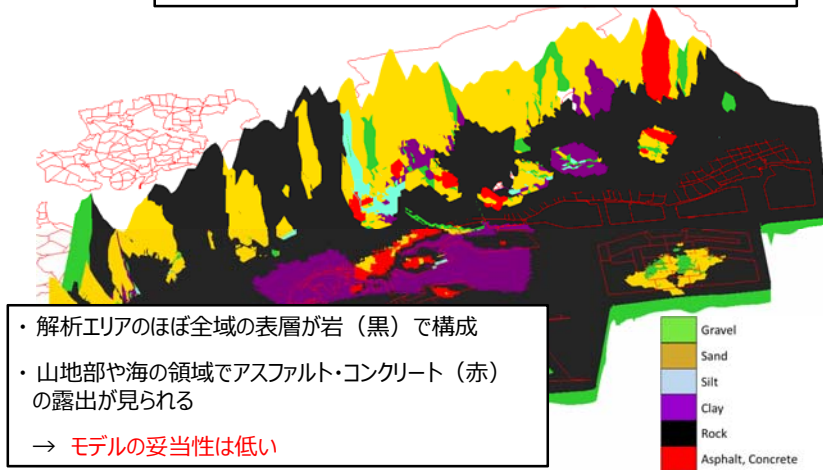 ・ 解析エリアのほぼ全域の表層が岩（黒）で構成
・ 山地部や海の領域でアスファルト・コンクリート（赤）
の露出が見られる
→ モデルの妥当性は低い
Gravel
Sand
Silt
Clay
Rock
Asphalt, Concrete